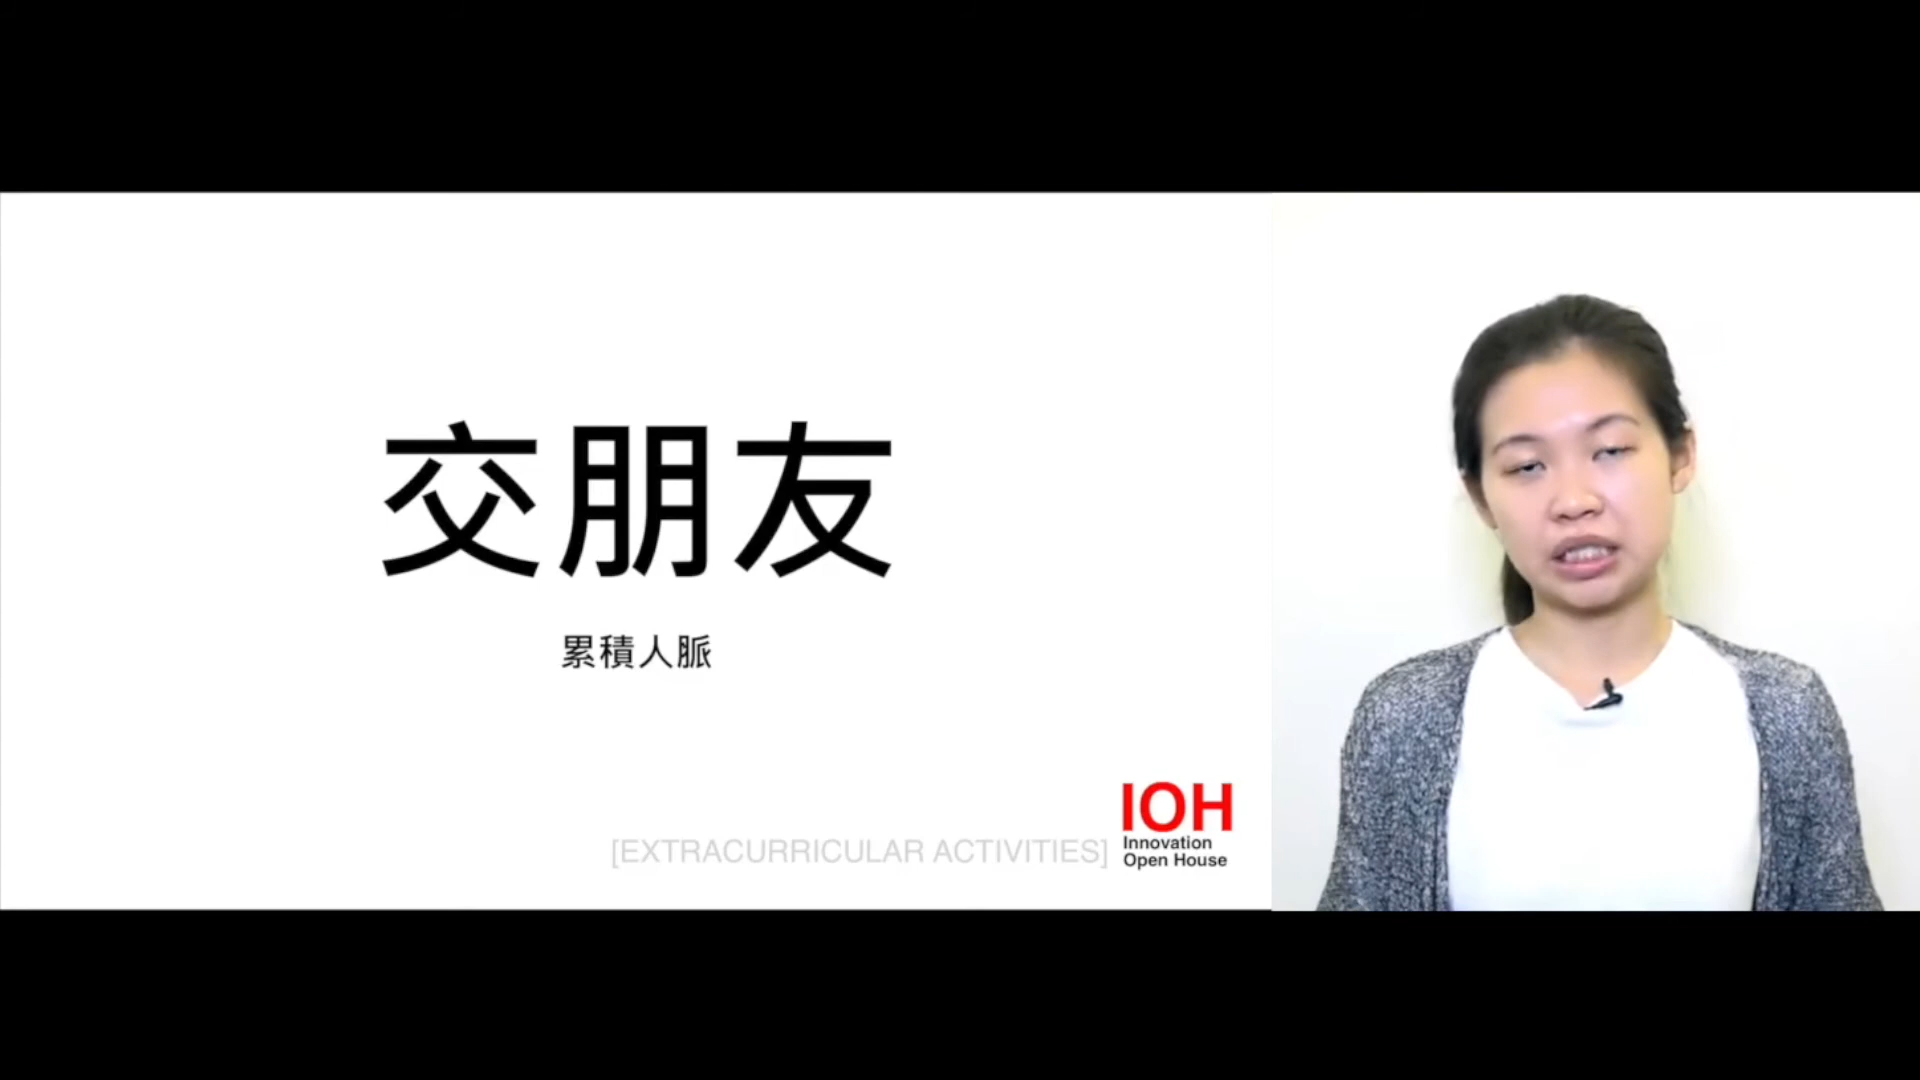 交朋友
累積人脈
[EXTRACURRICULAR ACTIVITIES]
IOH
Innovation
Open House